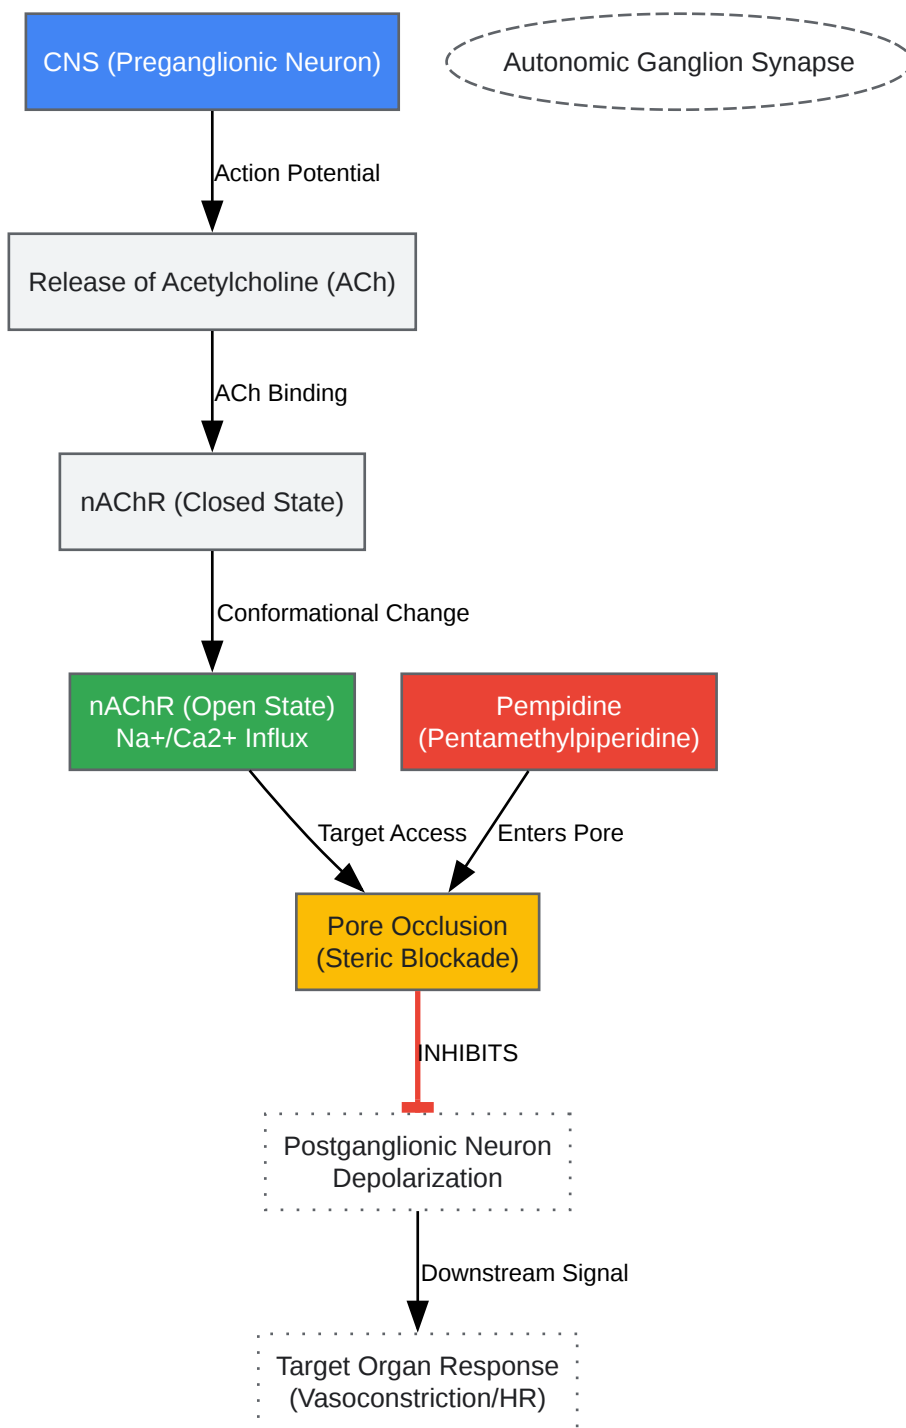 CNS (Preganglionic Neuron)
Autonomic Ganglion Synapse
Action Potential
Release of Acetylcholine (ACh)
ACh Binding
nAChR (Closed State)
Conformational Change
nAChR (Open State)
Na+/Ca2+ Influx
Pempidine
(Pentamethylpiperidine)
Target Access
Enters Pore
Pore Occlusion
(Steric Blockade)
INHIBITS
Postganglionic Neuron
Depolarization
Downstream Signal
Target Organ Response
(Vasoconstriction/HR)